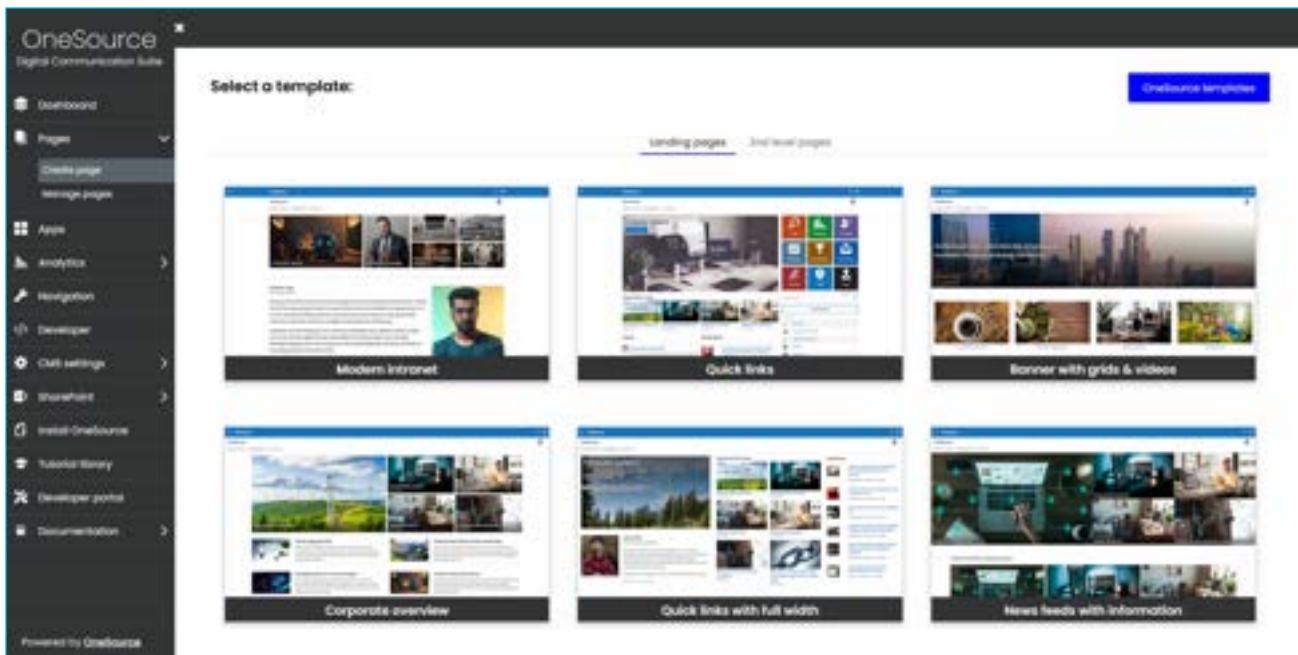 OneSource
Digital Communication Suite
Dashboard
Pages
Create page
Manage pages
Apps
Analytics
Navigation
Developer
CMS settings
SharePoint
Install OneSource
Tutorial library
Developer portal
Documentation
Powered by OneSource
Select a template:
OneSource templates
Landing pages 2nd level pages
Modern intranet
Quick links
Banner with grids & videos
Corporate overview
Quick links with full width
News feeds with information